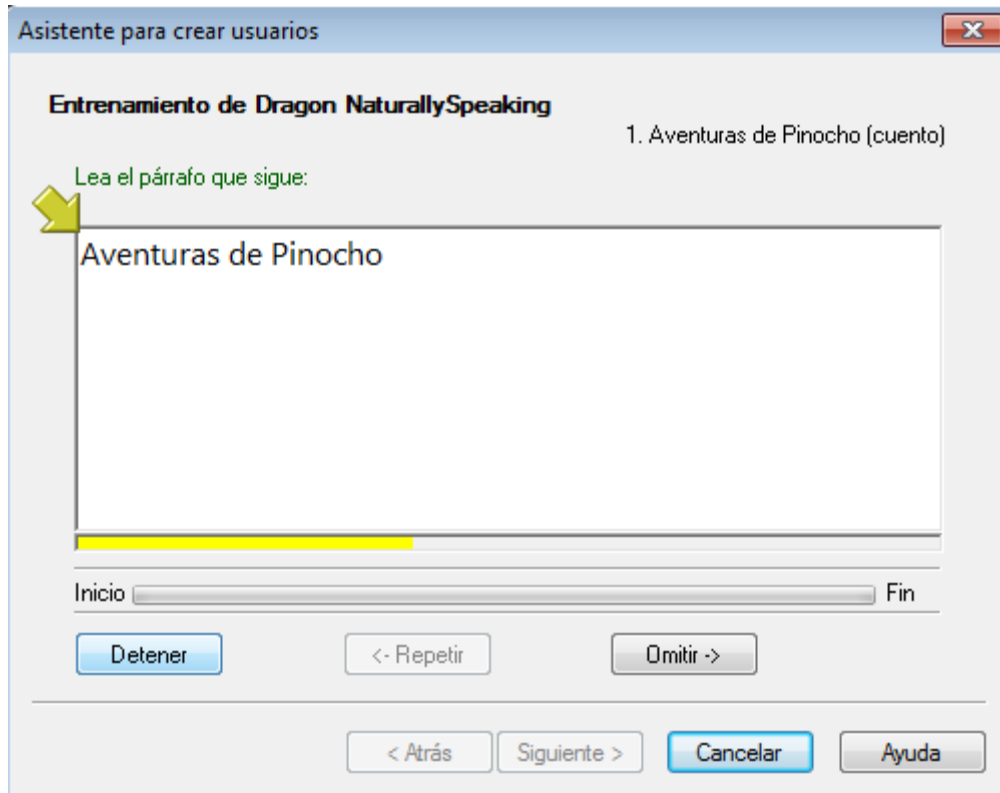 Asistente para crear usuarios
Entrenamiento de Dragon NaturallySpeaking
1. Aventuras de Pinocho (cuento)
Lea el párrafo que sigue:
Aventuras de Pinocho
Inicio Fin
Detener <- Repetir Omitir ->
< Atrás Siguiente > Cancelar Ayuda